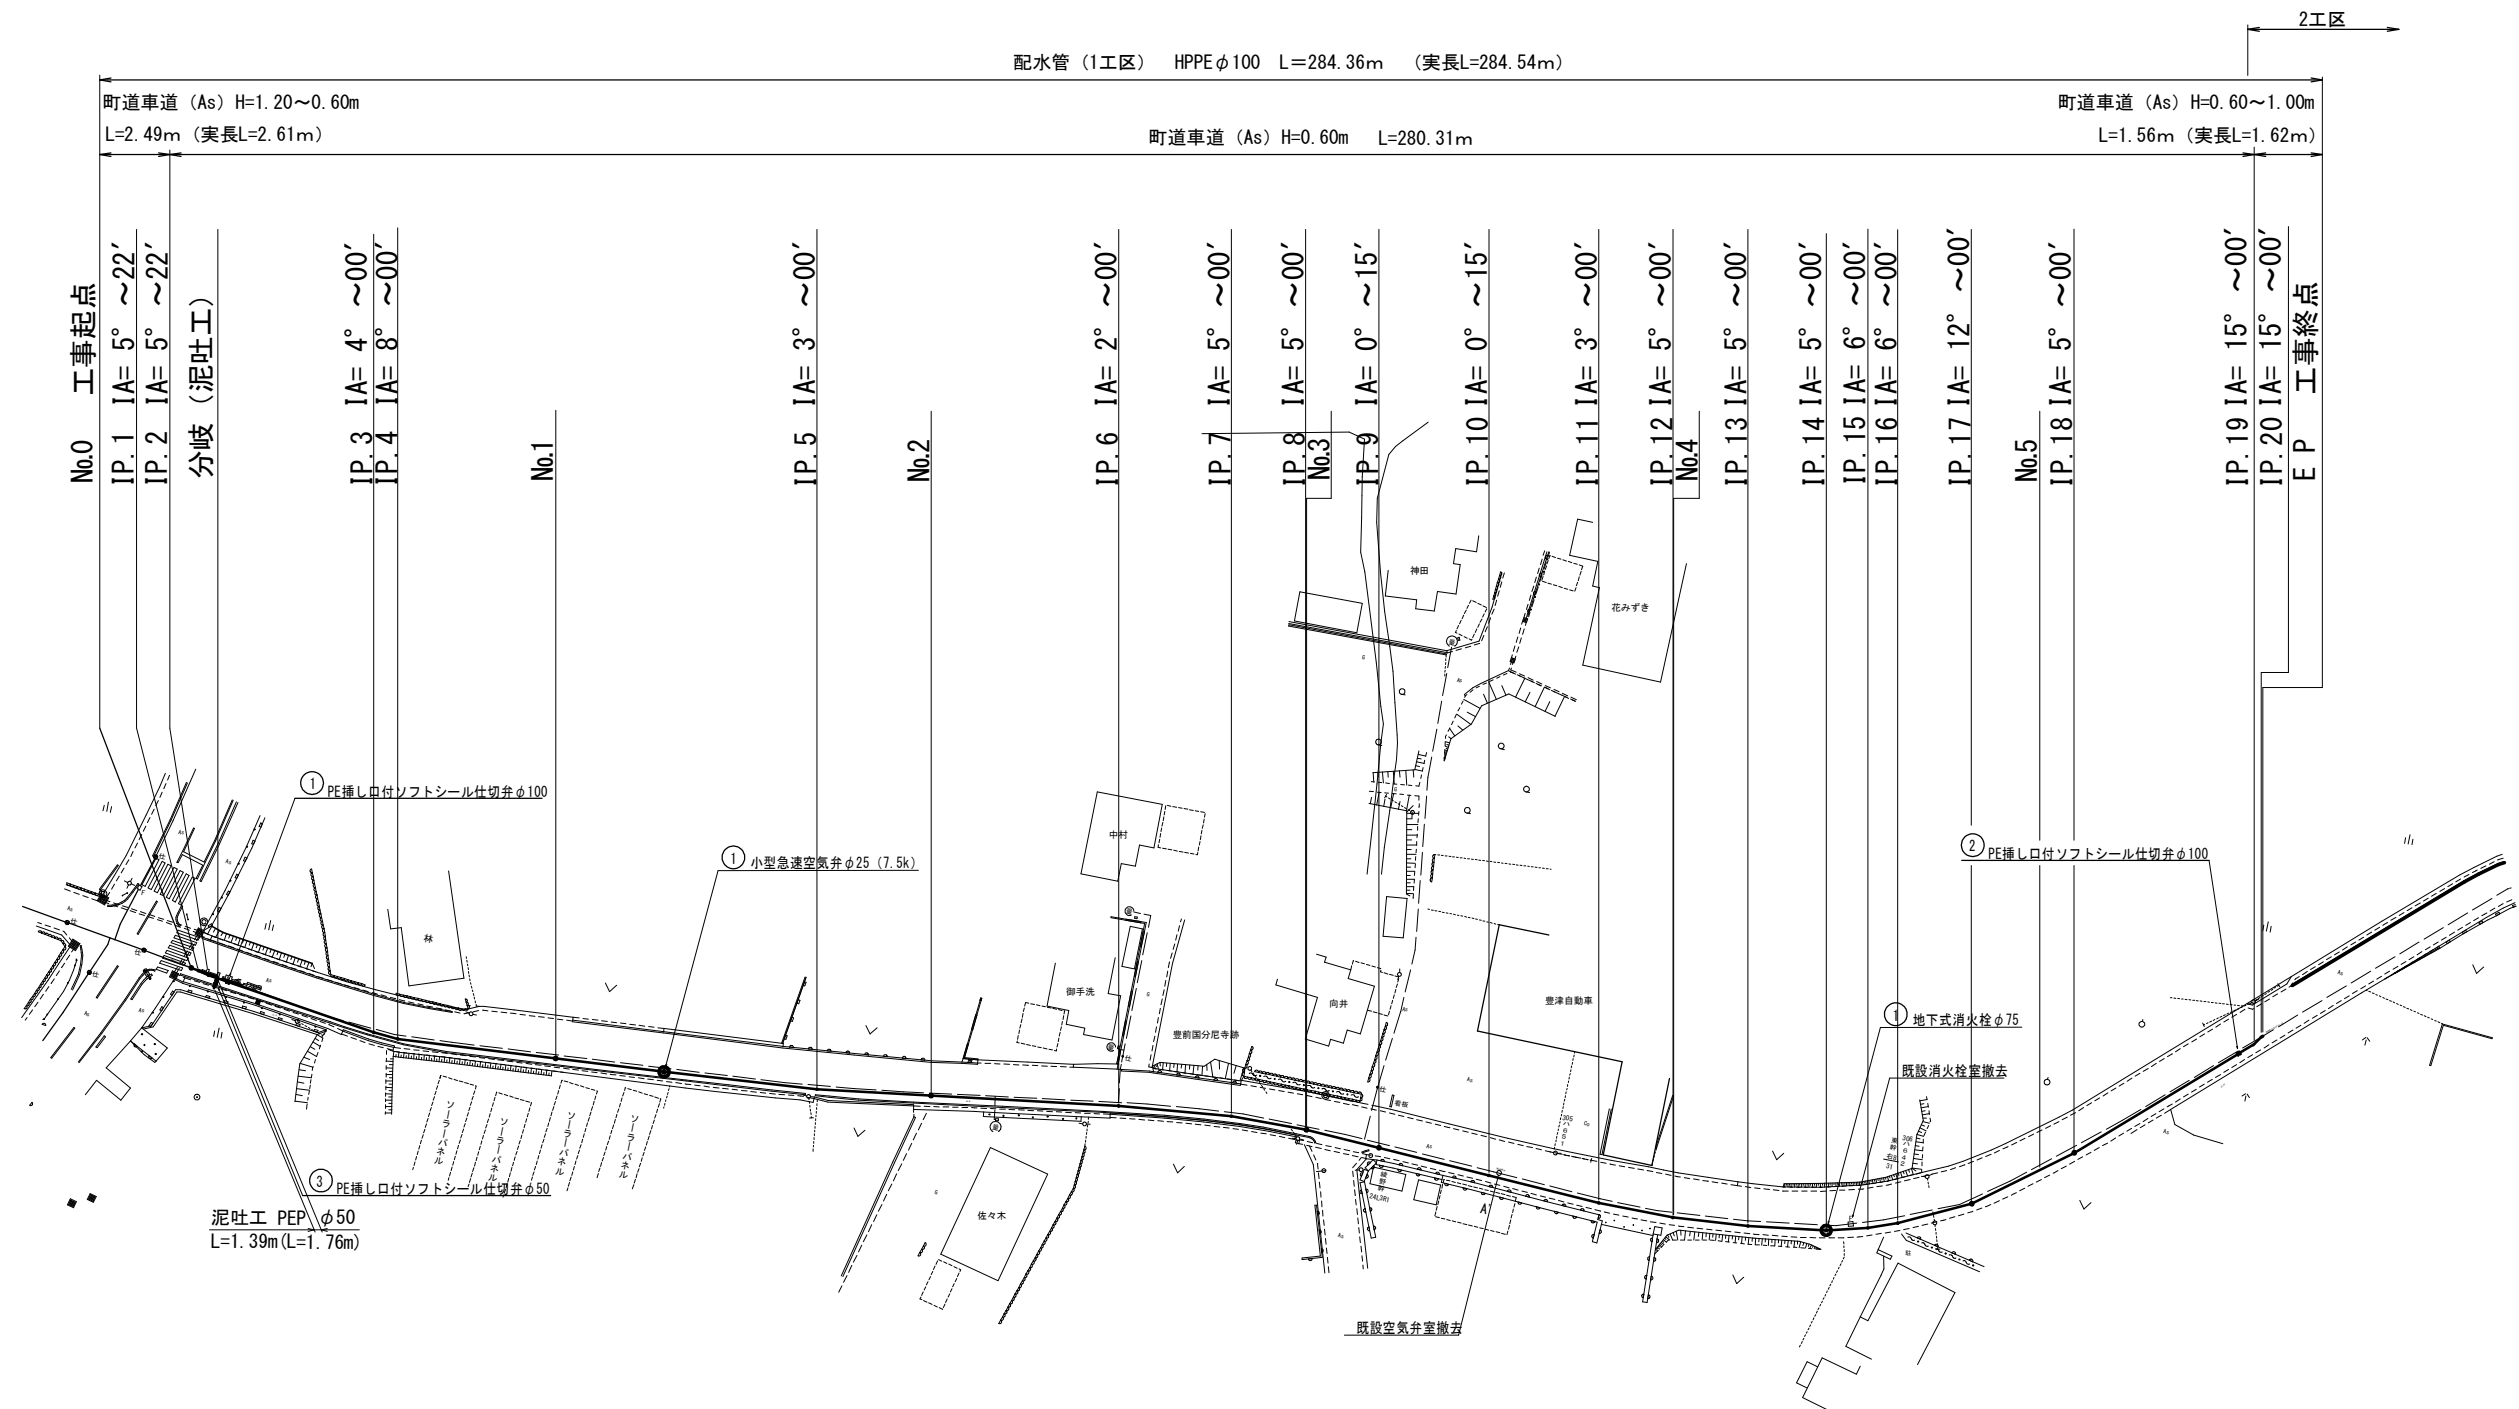 2工区
配水管（1工区） HPPEφ100 L=284.36m （実長L=284.54m）
町道車道（As）H=1.20～0.60m
L=2.49m（実長L=2.61m）
町道車道（As）H=0.60m L=280.31m
町道車道（As）H=0.60～1.00m
L=1.56m（実長L=1.62m）
No.0 工事起点
IP.1 IA= 5° ～22′
IP.2 IA= 5° ～22′
分岐（泥吐工）
IP.3 IA= 4° ～00′
IP.4 IA= 8° ～00′
No.1
IP.5 IA= 3° ～00′
No.2
IP.6 IA= 2° ～00′
IP.7 IA= 5° ～00′
IP.8 IA= 5° ～00′
No.3
IP.9 IA= 0° ～15′
IP.10 IA= 0° ～15′
IP.11 IA= 3° ～00′
IP.12 IA= 5° ～00′
No.4
IP.13 IA= 5° ～00′
IP.14 IA= 5° ～00′
IP.15 IA= 6° ～00′
IP.16 IA= 6° ～00′
IP.17 IA= 12° ～00′
No.5
IP.18 IA= 5° ～00′
IP.19 IA= 15° ～00′
IP.20 IA= 15° ～00′
EP 工事終点
神田
花みずき
① PE挿し口付ソフトシール仕切弁φ100
① 小型急速空気弁φ25（7.5k）
中村
② PE挿し口付ソフトシール仕切弁φ100
林
御手洗
豊前国分尼寺跡
向井
豊津自動車
① 地下式消火栓φ75
既設消火栓室撤去
看板
ソーラーパネル
ソーラーパネル
ソーラーパネル
ソーラーパネル
③ PE挿し口付ソフトシール仕切弁φ50
泥吐工 PEP φ50
L=1.39m(L=1.76m)
佐々木
既設空気弁室撤去